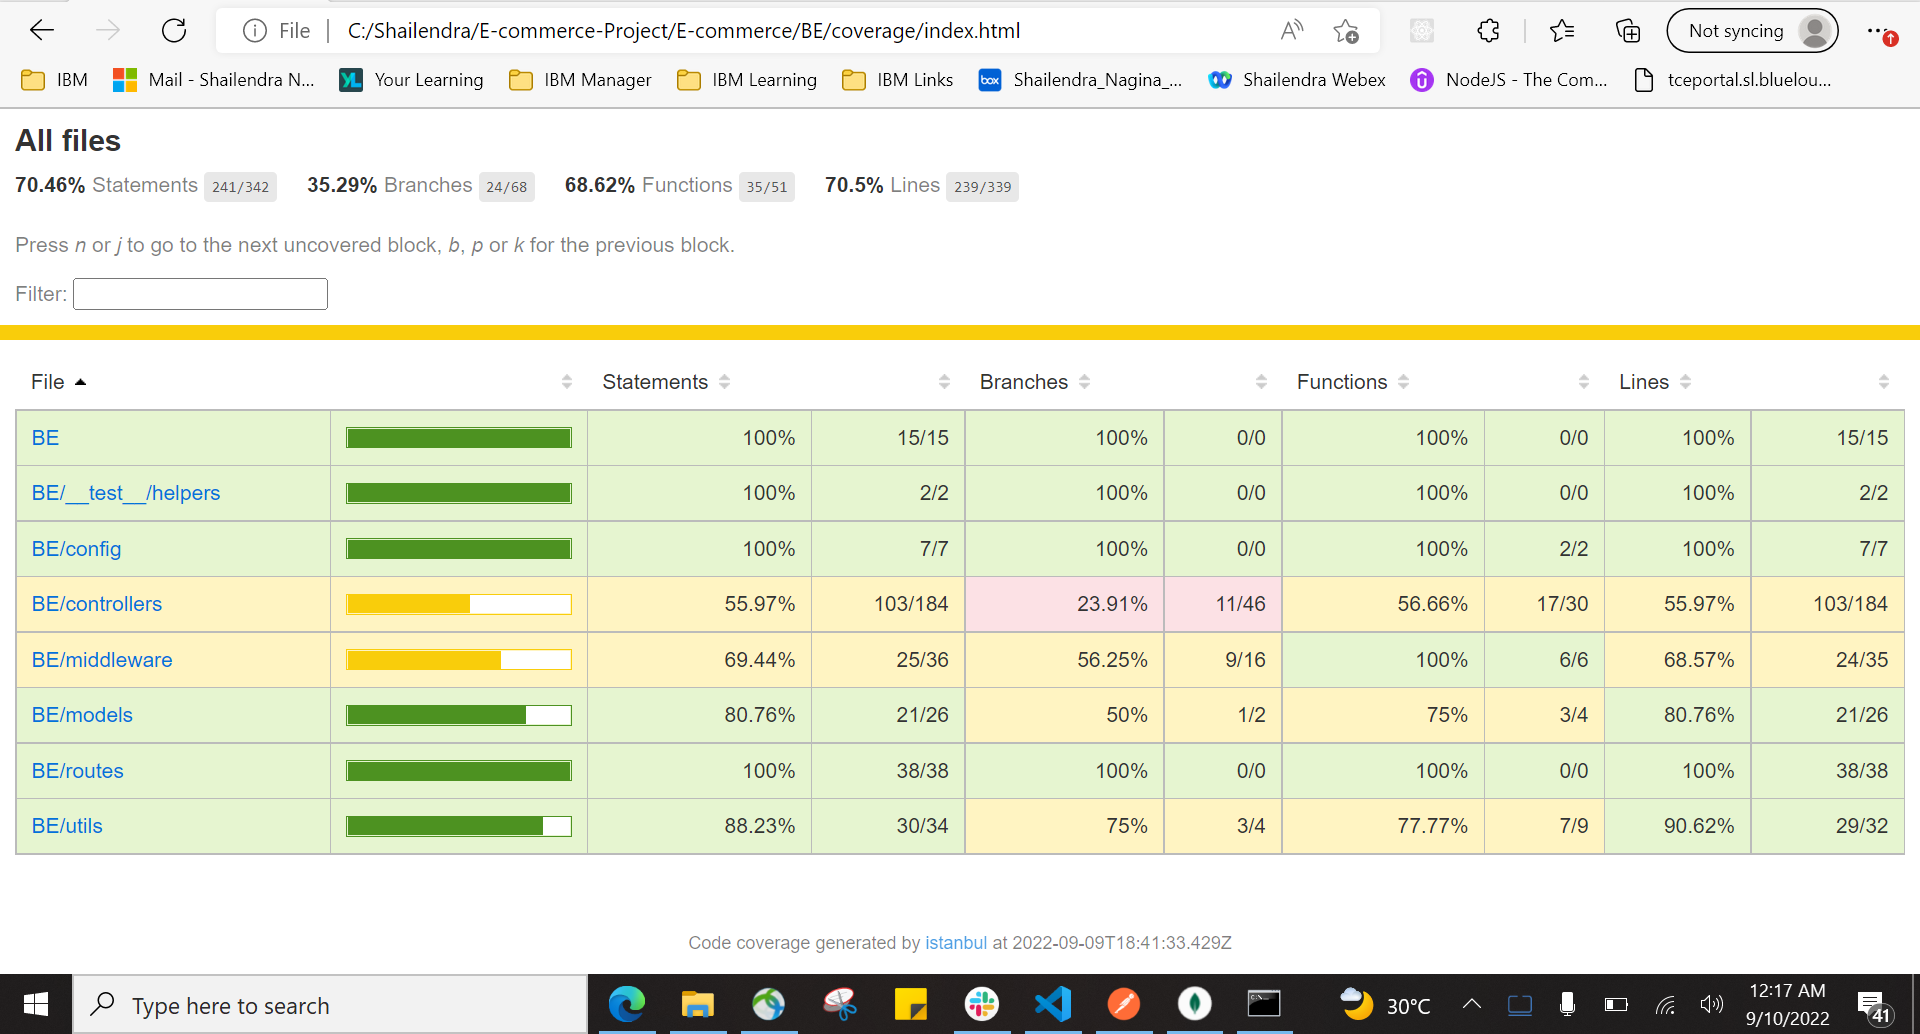 File C:/Shailendra/E-commerce-Project/E-commerce/BE/coverage/index.html Not syncing
IBM Mail - Shailendra N... YL Your Learning IBM Manager IBM Learning IBM Links box Shailendra_Nagina_... Shailendra Webex NodeJS - The Com... tceportal.sl.bluelou...
All files
70.46% Statements 241/342 35.29% Branches 24/68 68.62% Functions 35/51 70.5% Lines 239/339
Press n or j to go to the next uncovered block, b, p or k for the previous block.
Filter:
File Statements Branches Functions Lines
BE 100% 15/15 100% 0/0 100% 0/0 100% 15/15
BE/__test__/helpers 100% 2/2 100% 0/0 100% 0/0 100% 2/2
BE/config 100% 7/7 100% 0/0 100% 2/2 100% 7/7
BE/controllers 55.97% 103/184 23.91% 11/46 56.66% 17/30 55.97% 103/184
BE/middleware 69.44% 25/36 56.25% 9/16 100% 6/6 68.57% 24/35
BE/models 80.76% 21/26 50% 1/2 75% 3/4 80.76% 21/26
BE/routes 100% 38/38 100% 0/0 100% 0/0 100% 38/38
BE/utils 88.23% 30/34 75% 3/4 77.77% 7/9 90.62% 29/32
Code coverage generated by istanbul at 2022-09-09T18:41:33.429Z
Type here to search 30°C 12:17 AM
9/10/2022 41